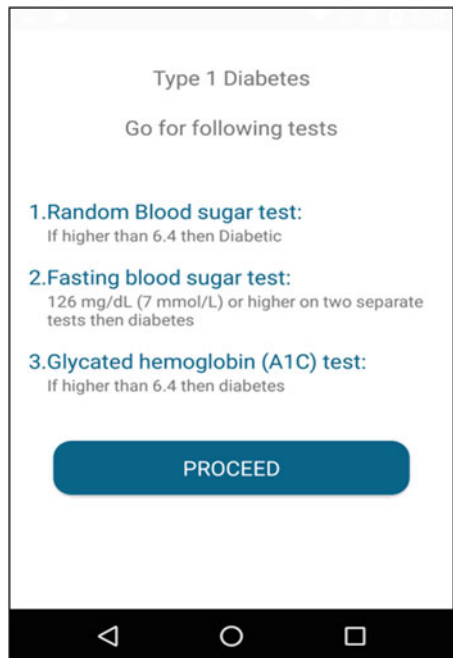 Type 1 Diabetes
Go for following tests
1.Random Blood sugar test:
If higher than 6.4 then Diabetic
2.Fasting blood sugar test:
126 mg/dL (7 mmol/L) or higher on two separate
tests then diabetes
3.Glycated hemoglobin (A1C) test:
If higher than 6.4 then diabetes
PROCEED